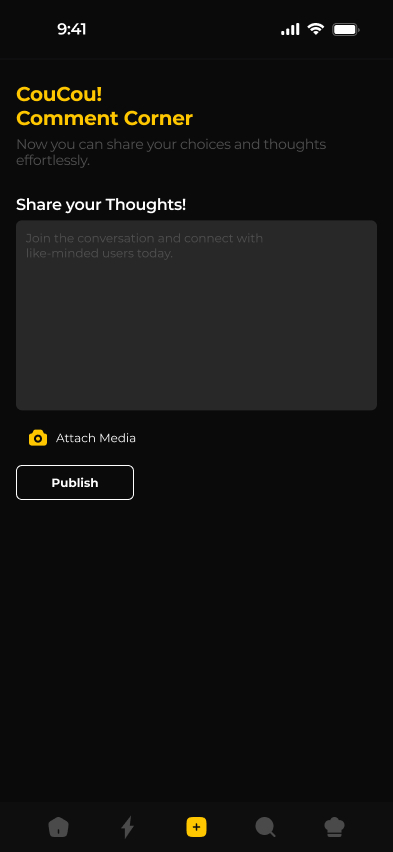 9:41
CouCou!
Comment Corner
Now you can share your choices and thoughts
effortlessly.
Share your Thoughts!
Join the conversation and connect with
like-minded users today.
Attach Media
Publish